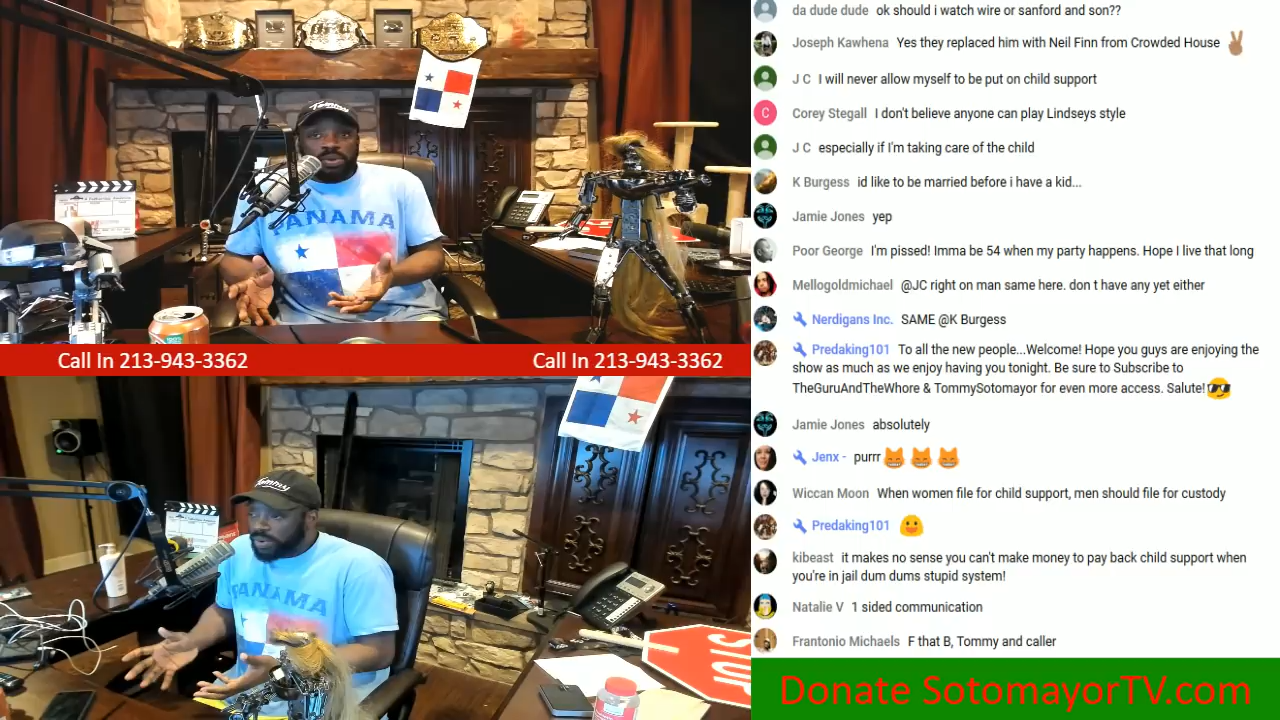 Tommy
PANAMA
Call In 213-943-3362
Call In 213-943-3362
Tommy
PANAMA
STOP
da dude dude ok should i watch wire or sanford and son??
Joseph Kawhena Yes they replaced him with Neil Finn from Crowded House ✌🏽
J C I will never allow myself to be put on child support
C Corey Stegall I don't believe anyone can play Lindseys style
J C especially if I'm taking care of the child
K Burgess id like to be married before i have a kid...
Jamie Jones yep
Poor George I'm pissed! Imma be 54 when my party happens. Hope I live that long
Mellogoldmichael @JC right on man same here. don t have any yet either
Nerdigans Inc. SAME @K Burgess
Predaking101 To all the new people...Welcome! Hope you guys are enjoying the
show as much as we enjoy having you tonight. Be sure to Subscribe to
TheGuruAndTheWhore & TommySotomayor for even more access. Salute!😎
Jamie Jones absolutely
Jenx - purrr😸😸😸
Wiccan Moon When women file for child support, men should file for custody
Predaking101 😛
kibeast it makes no sense you can't make money to pay back child support when
you're in jail dum dums stupid system!
Natalie V 1 sided communication
Frantonio Michaels F that B, Tommy and caller
Donate SotomayorTV.com